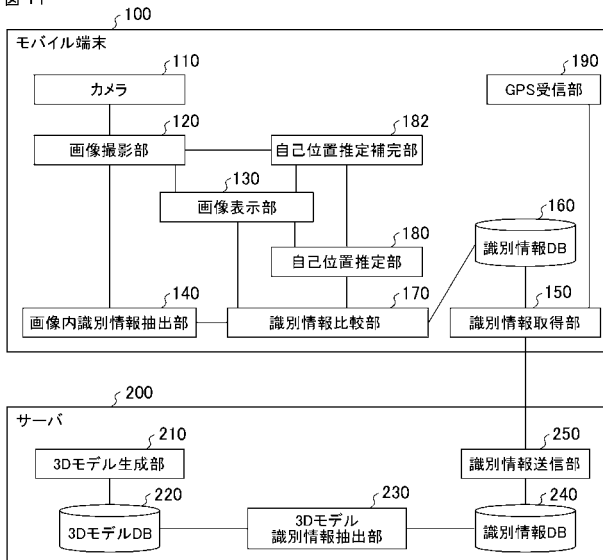 図11
100
モバイル端末
110
カメラ
190
GPS受信部
120
画像撮影部
182
自己位置推定補完部
130
画像表示部
160
識別情報DB
180
自己位置推定部
140
画像内識別情報抽出部
170
識別情報比較部
150
識別情報取得部
200
サーバ
210
3Dモデル生成部
250
識別情報送信部
220
3DモデルDB
230
3Dモデル
識別情報抽出部
240
識別情報DB